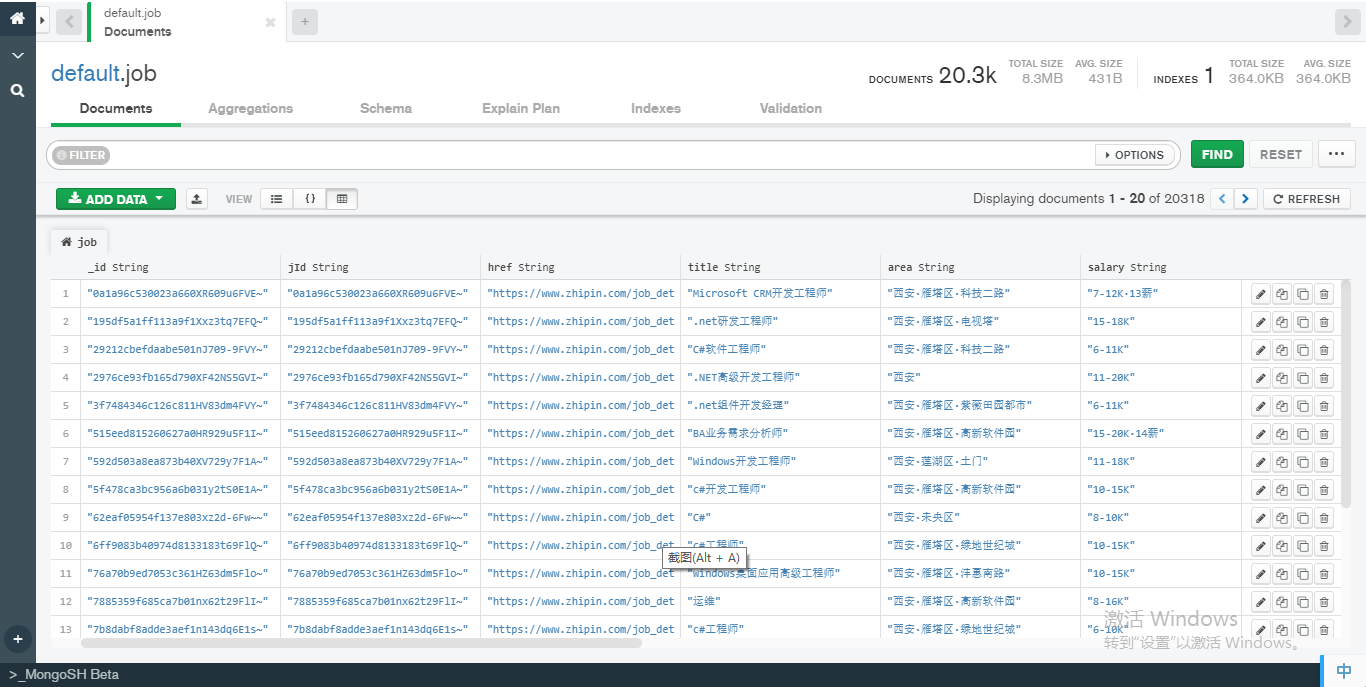 default.job
Documents
default.job
DOCUMENTS 20.3k TOTAL SIZE 8.3MB AVG. SIZE 431B INDEXES 1 TOTAL SIZE 364.0KB AVG. SIZE 364.0KB
Documents Aggregations Schema Explain Plan Indexes Validation
FILTER OPTIONS FIND RESET ...
ADD DATA VIEW {} Displaying documents 1 - 20 of 20318 < > REFRESH
job
_id String jId String href String title String area String salary String
1 "0a1a96c530023a660XR609u6FVE~" "0a1a96c530023a660XR609u6FVE~" "https://www.zhipin.com/job_det "Microsoft CRM开发工程师" "西安·雁塔区·科技二路" "7-12K·13薪"
2 "195df5a1ff113a9f1Xxz3tq7EFQ~" "195df5a1ff113a9f1Xxz3tq7EFQ~" "https://www.zhipin.com/job_det ".net研发工程师" "西安·雁塔区·电视塔" "15-18K"
3 "29212cbefdaabe501nJ709-9FVY~" "29212cbefdaabe501nJ709-9FVY~" "https://www.zhipin.com/job_det "C#软件工程师" "西安·雁塔区·科技二路" "6-11K"
4 "2976ce93fb165d790XF42NS5GVI~" "2976ce93fb165d790XF42NS5GVI~" "https://www.zhipin.com/job_det ".NET高级开发工程师" "西安" "11-20K"
5 "3f7484346c126c811HV83dm4FVY~" "3f7484346c126c811HV83dm4FVY~" "https://www.zhipin.com/job_det ".net组件开发经理" "西安·雁塔区·紫薇田园都市" "6-11K"
6 "515eed815260627a0HR929u5F1I~" "515eed815260627a0HR929u5F1I~" "https://www.zhipin.com/job_det "BA业务需求分析师" "西安·雁塔区·高新软件园" "15-20K·14薪"
7 "592d503a8ea873b40XV729y7F1A~" "592d503a8ea873b40XV729y7F1A~" "https://www.zhipin.com/job_det "Windows开发工程师" "西安·莲湖区·土门" "11-18K"
8 "5f478ca3bc956a6b031y2tS0E1A~" "5f478ca3bc956a6b031y2tS0E1A~" "https://www.zhipin.com/job_det "c#开发工程师" "西安·雁塔区·高新软件园" "10-15K"
9 "62eaf05954f137e803xz2d-6Fw~~" "62eaf05954f137e803xz2d-6Fw~~" "https://www.zhipin.com/job_det "C#" "西安·未央区" "8-10K"
10 "6ff9083b40974d8133183t69FlQ~" "6ff9083b40974d8133183t69FlQ~" "https://www.zhipin.com/job_det "c#工程师" "西安·雁塔区·绿地世纪城" "10-15K"
截图(Alt + A)
11 "76a70b9ed7053c361HZ63dm5Flo~" "76a70b9ed7053c361HZ63dm5Flo~" "https://www.zhipin.com/job_det "Windows桌面应用高级工程师" "西安·雁塔区·沣惠南路" "10-15K"
12 "7885359f685ca7b01nx62t29FlI~" "7885359f685ca7b01nx62t29FlI~" "https://www.zhipin.com/job_det "运维" "西安·雁塔区·高新软件园" "8-16K"
13 "7b8dabf8adde3aef1n143dq6E1s~" "7b8dabf8adde3aef1n143dq6E1s~" "https://www.zhipin.com/job_det "c#工程师" "西安·雁塔区·绿地世纪城" "6-10K"
激活 Windows
转到“设置”以激活 Windows。
>_MongoSH Beta
中